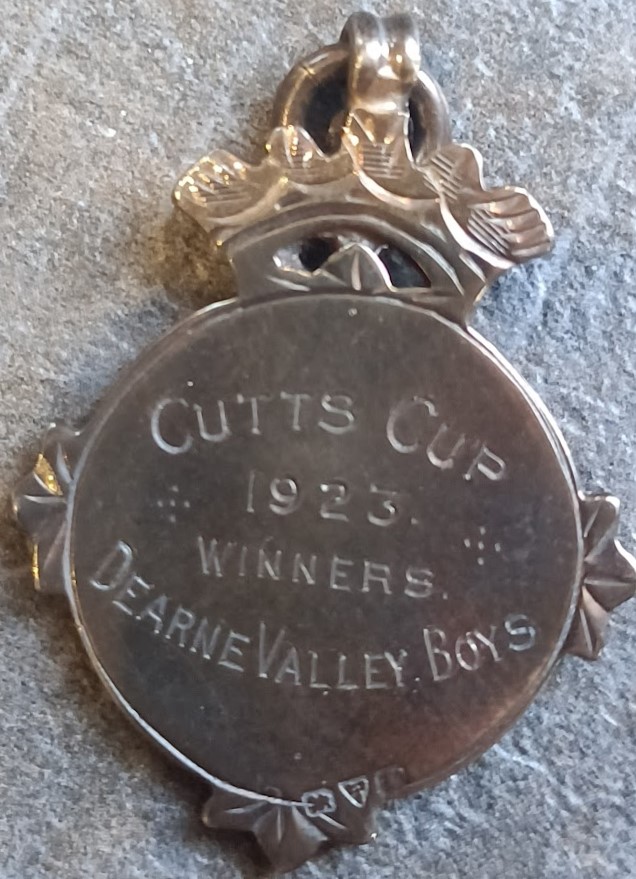 CUTTS CUP
1923.
WINNERS.
DEARNE VALLEY. BOYS